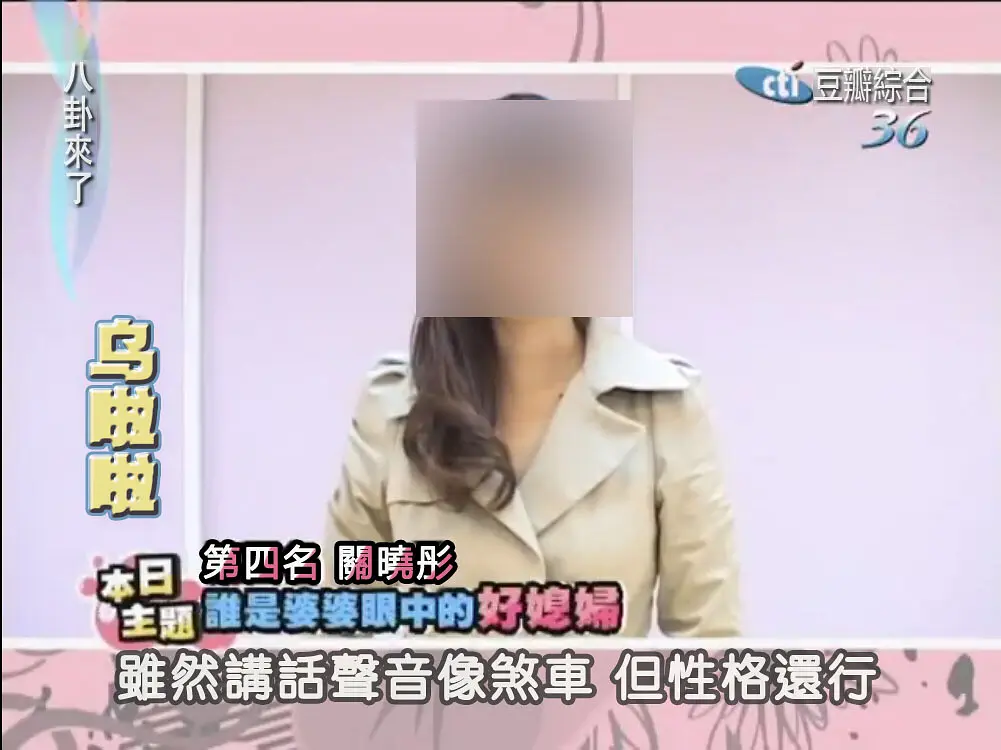 八卦來了
cti 豆瓣綜合
36
乌啦啦
第四名 關曉彤
本日
主題
誰是婆婆眼中的好媳婦
雖然講話聲音像煞車 但性格還行